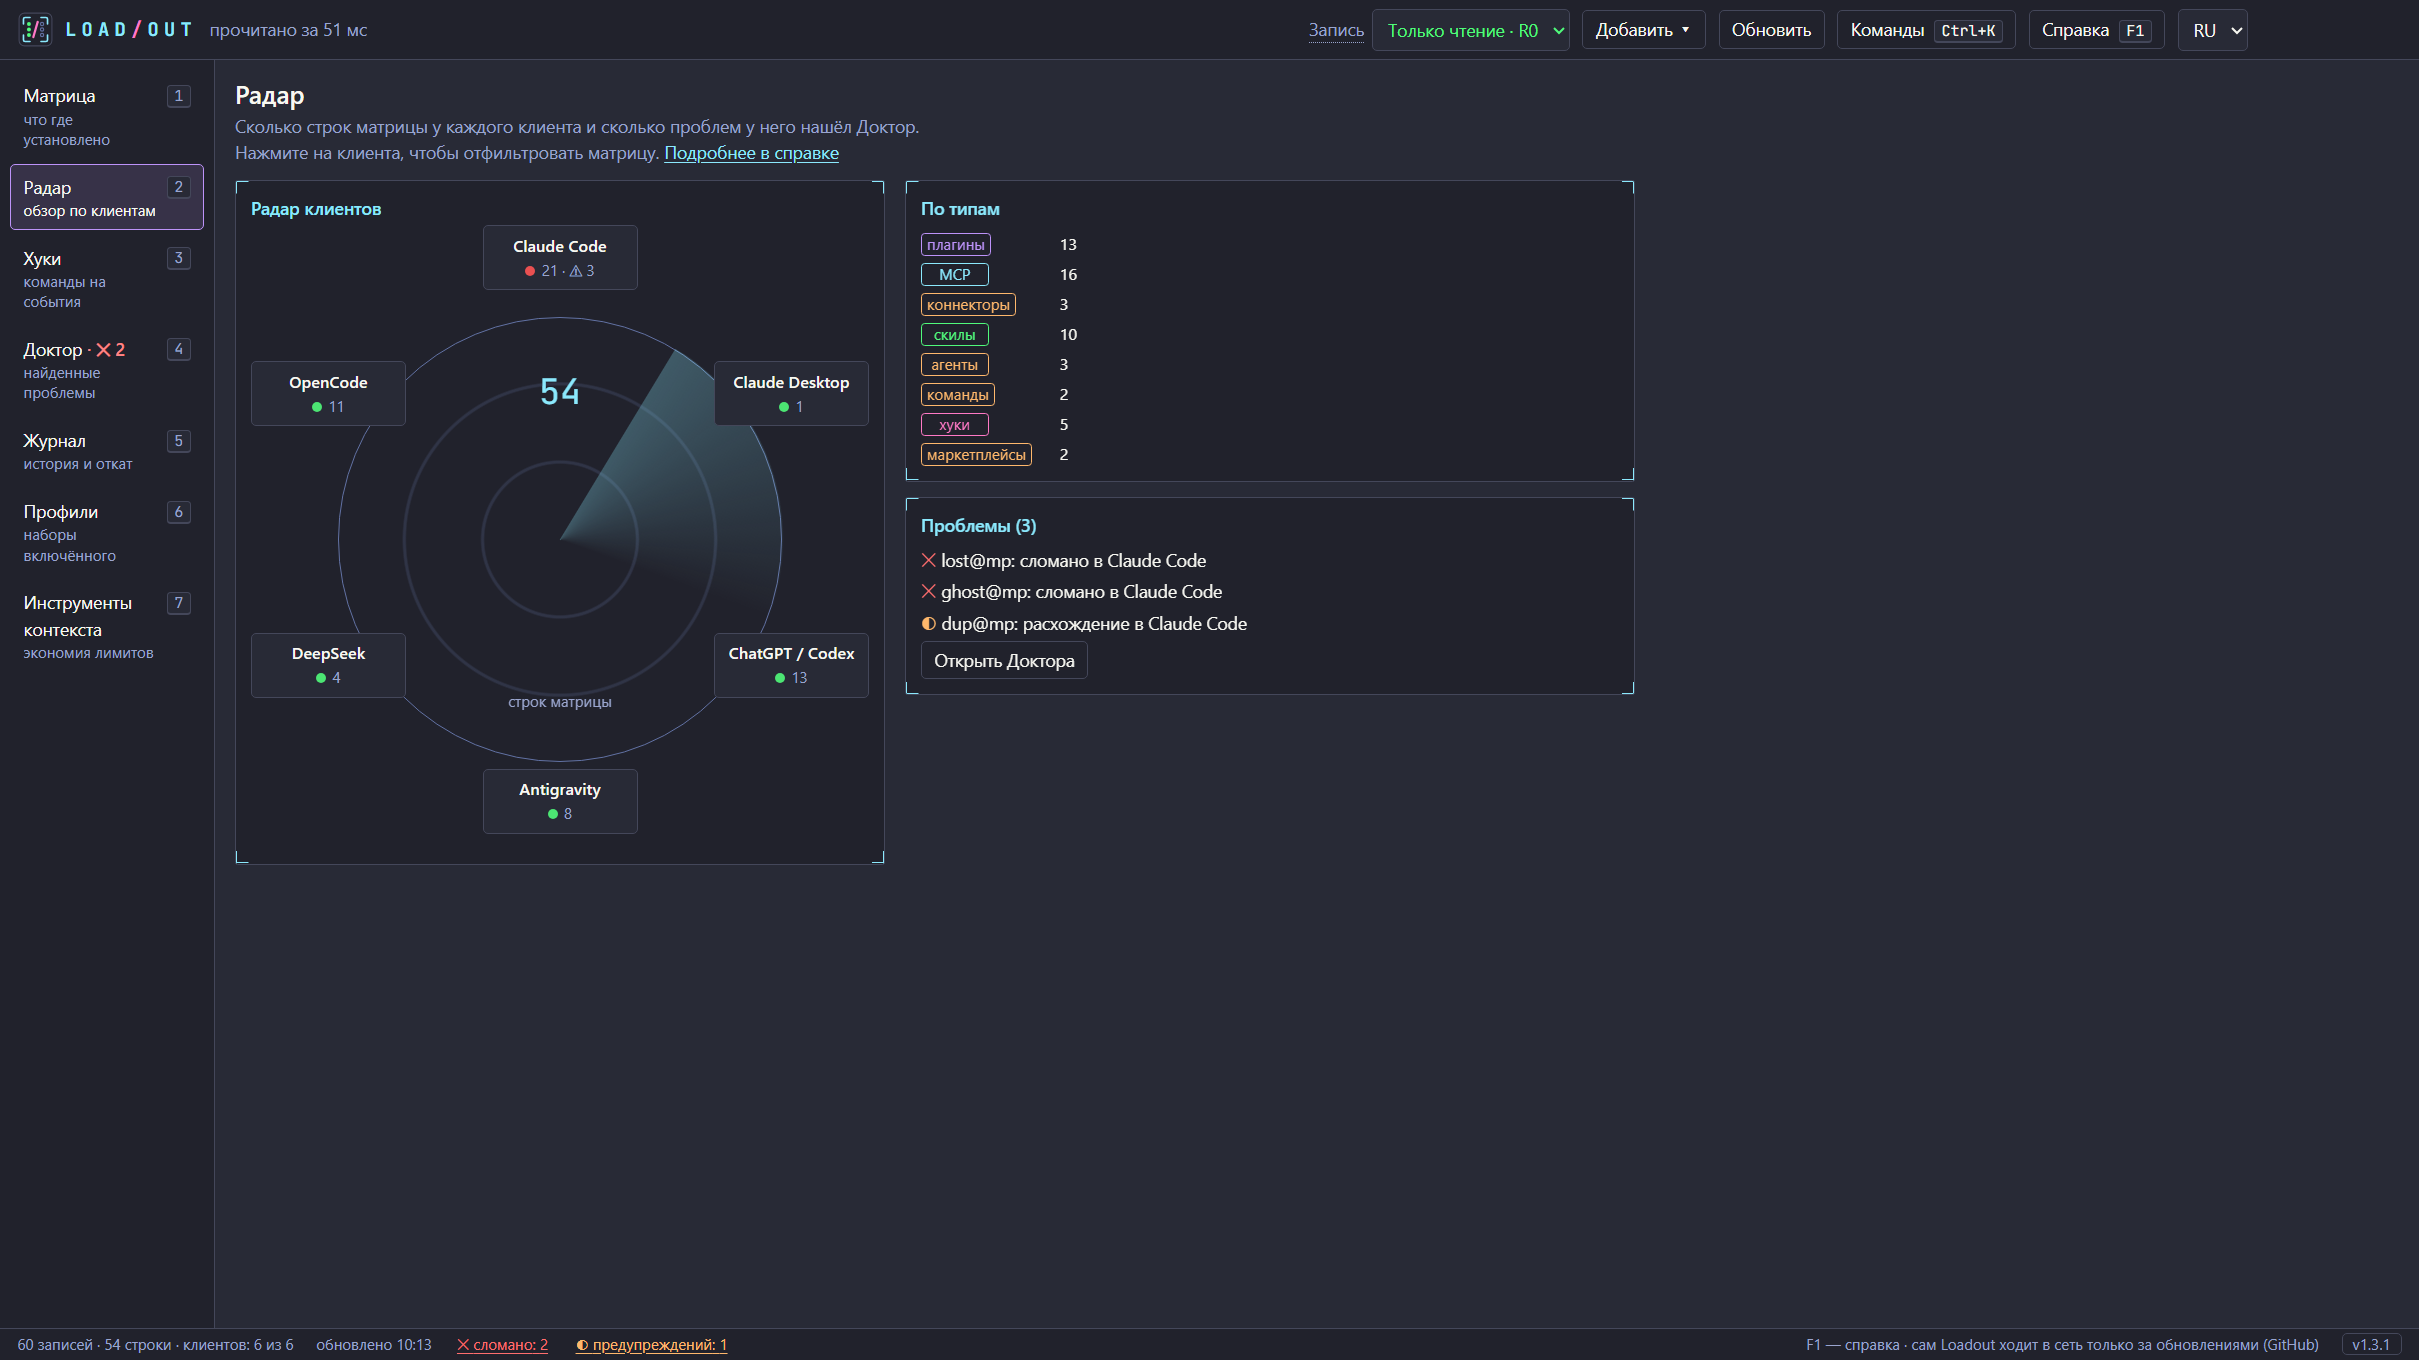 LOAD/OUT прочитано за 51 мс
Запись Только чтение · R0 Добавить Обновить Команды Ctrl+K Справка F1 RU
Матрица 1
что где
установлено
Радар 2
обзор по клиентам
Хуки 3
команды на
события
Доктор · 2 4
найденные
проблемы
Журнал 5
история и откат
Профили 6
наборы
включённого
Инструменты 7
контекста
экономия лимитов
Радар
Сколько строк матрицы у каждого клиента и сколько проблем у него нашёл Доктор.
Нажмите на клиента, чтобы отфильтровать матрицу. Подробнее в справке
Радар клиентов
Claude Code
21 · ⚠ 3
OpenCode
11
54
Claude Desktop
1
DeepSeek
4
ChatGPT / Codex
13
строк матрицы
Antigravity
8
По типам
плагины 13
MCP 16
коннекторы 3
скилы 10
агенты 3
команды 2
хуки 5
маркетплейсы 2
Проблемы (3)
lost@mp: сломано в Claude Code
ghost@mp: сломано в Claude Code
dup@mp: расхождение в Claude Code
Открыть Доктора
60 записей · 54 строки · клиентов: 6 из 6 обновлено 10:13 сломано: 2 предупреждений: 1
F1 — справка · сам Loadout ходит в сеть только за обновлениями (GitHub) v1.3.1